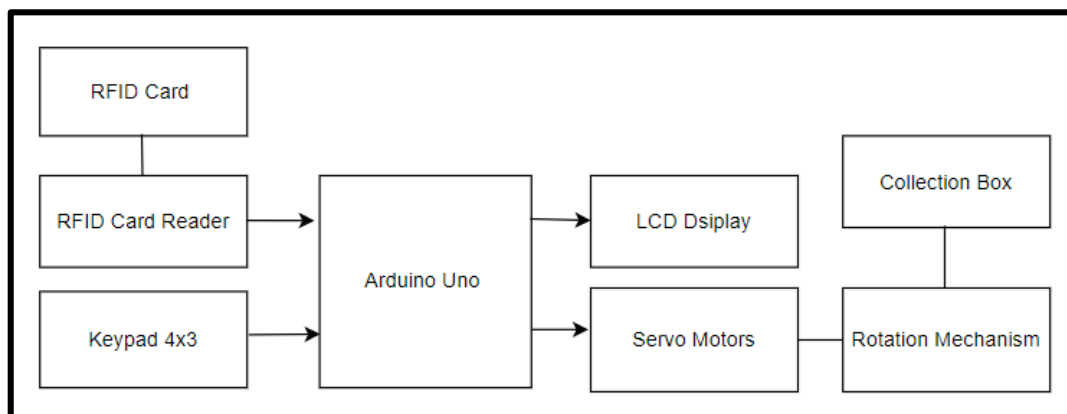 RFID Card
RFID Card Reader
Keypad 4x3
Arduino Uno
LCD Dsiplay
Servo Motors
Collection Box
Rotation Mechanism